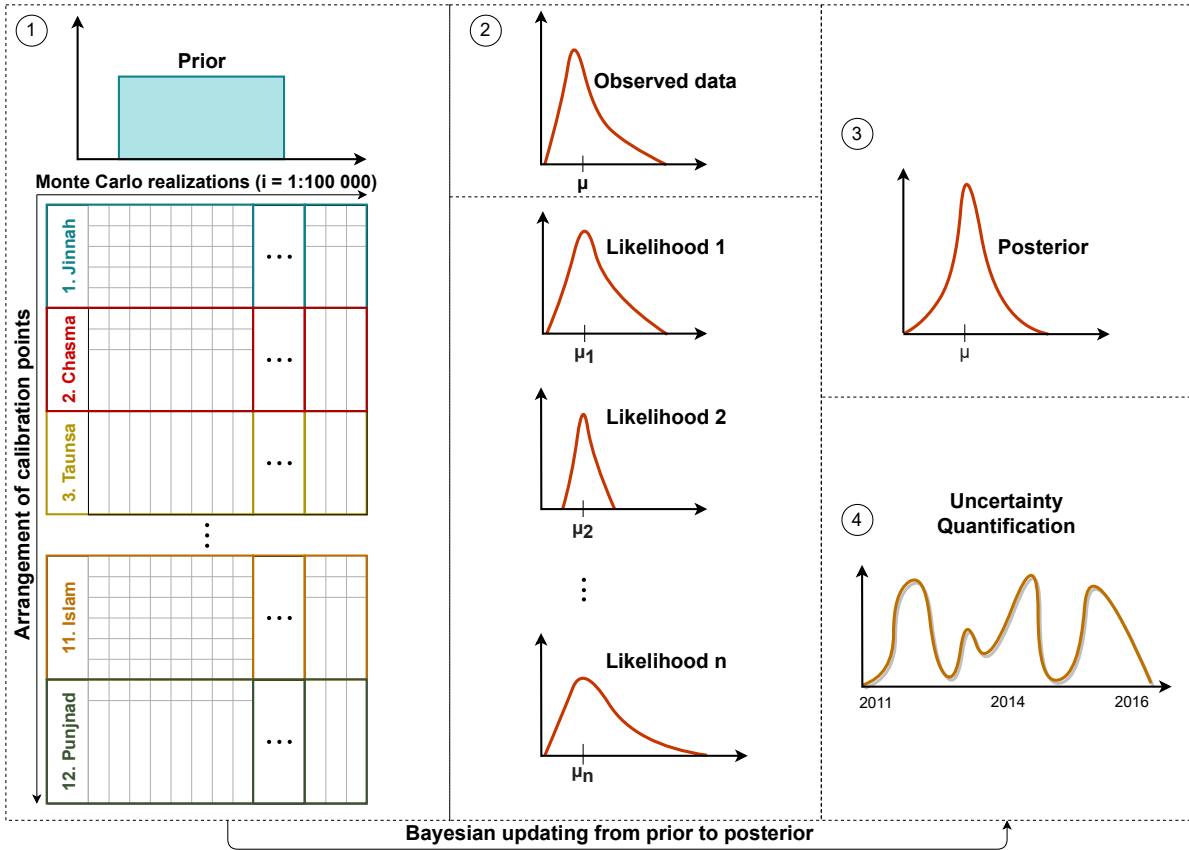 1
Prior
Monte Carlo realizations (i = 1:100 000)
Arrangement of calibration points
1. Jinnah
...
2. Chasma
...
3. Taunsa
...
...
11. Islam
...
12. Punjnad
...
2
Observed data
μ
Likelihood 1
μ1
Likelihood 2
μ2
...
Likelihood n
μn
3
Posterior
μ
4
Uncertainty
Quantification
2011
2014
2016
Bayesian updating from prior to posterior